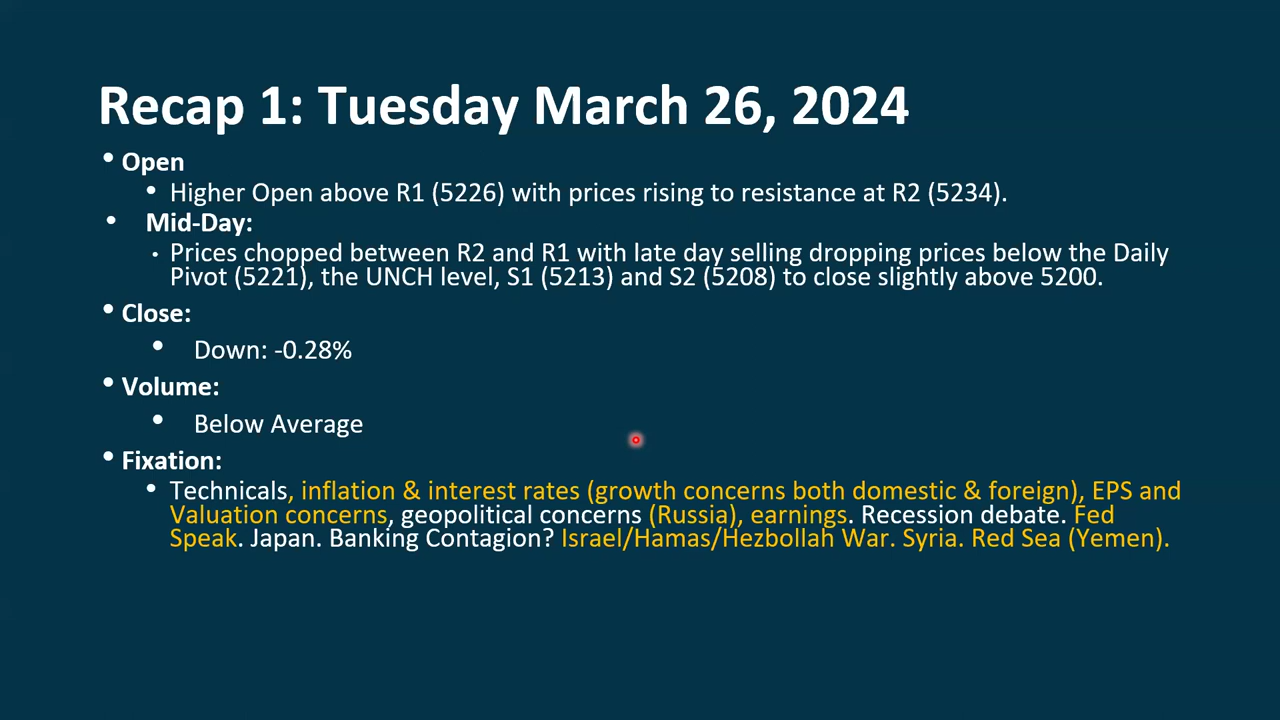 Recap 1: Tuesday March 26, 2024
• Open
• Higher Open above R1 (5226) with prices rising to resistance at R2 (5234).
• Mid-Day:
• Prices chopped between R2 and R1 with late day selling dropping prices below the Daily
Pivot (5221), the UNCH level, S1 (5213) and S2 (5208) to close slightly above 5200.
• Close:
• Down: -0.28%
• Volume:
• Below Average
• Fixation:
• Technicals, inflation & interest rates (growth concerns both domestic & foreign), EPS and
Valuation concerns, geopolitical concerns (Russia), earnings. Recession debate. Fed
Speak. Japan. Banking Contagion? Israel/Hamas/Hezbollah War. Syria. Red Sea (Yemen).